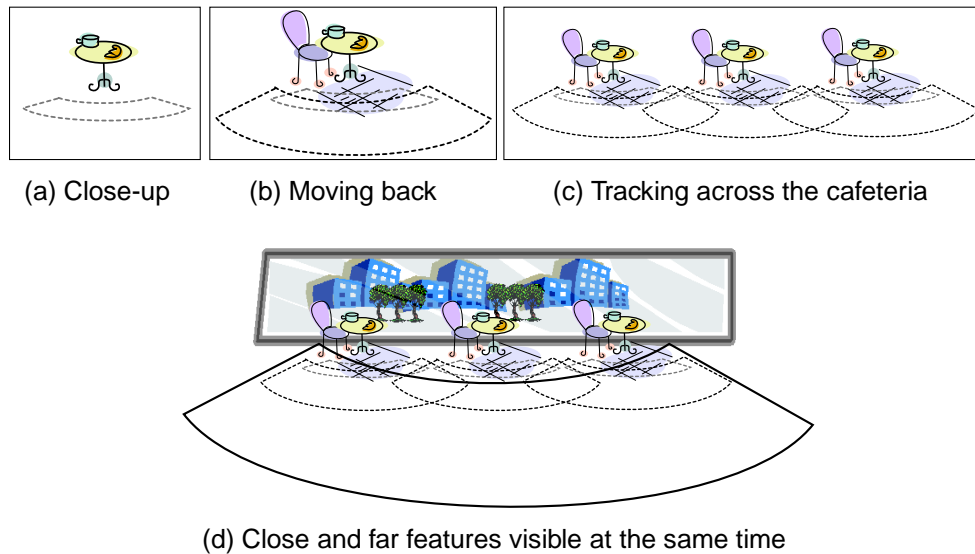 (a) Close-up
(b) Moving back
(c) Tracking across the cafeteria
(d) Close and far features visible at the same time